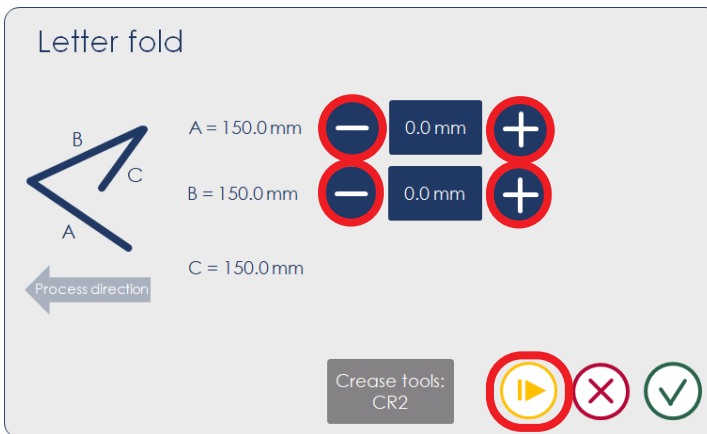 Letter fold
B
C
A
Process direction
A = 150.0 mm
0.0 mm
B = 150.0 mm
0.0 mm
C = 150.0 mm
Crease tools:
CR2